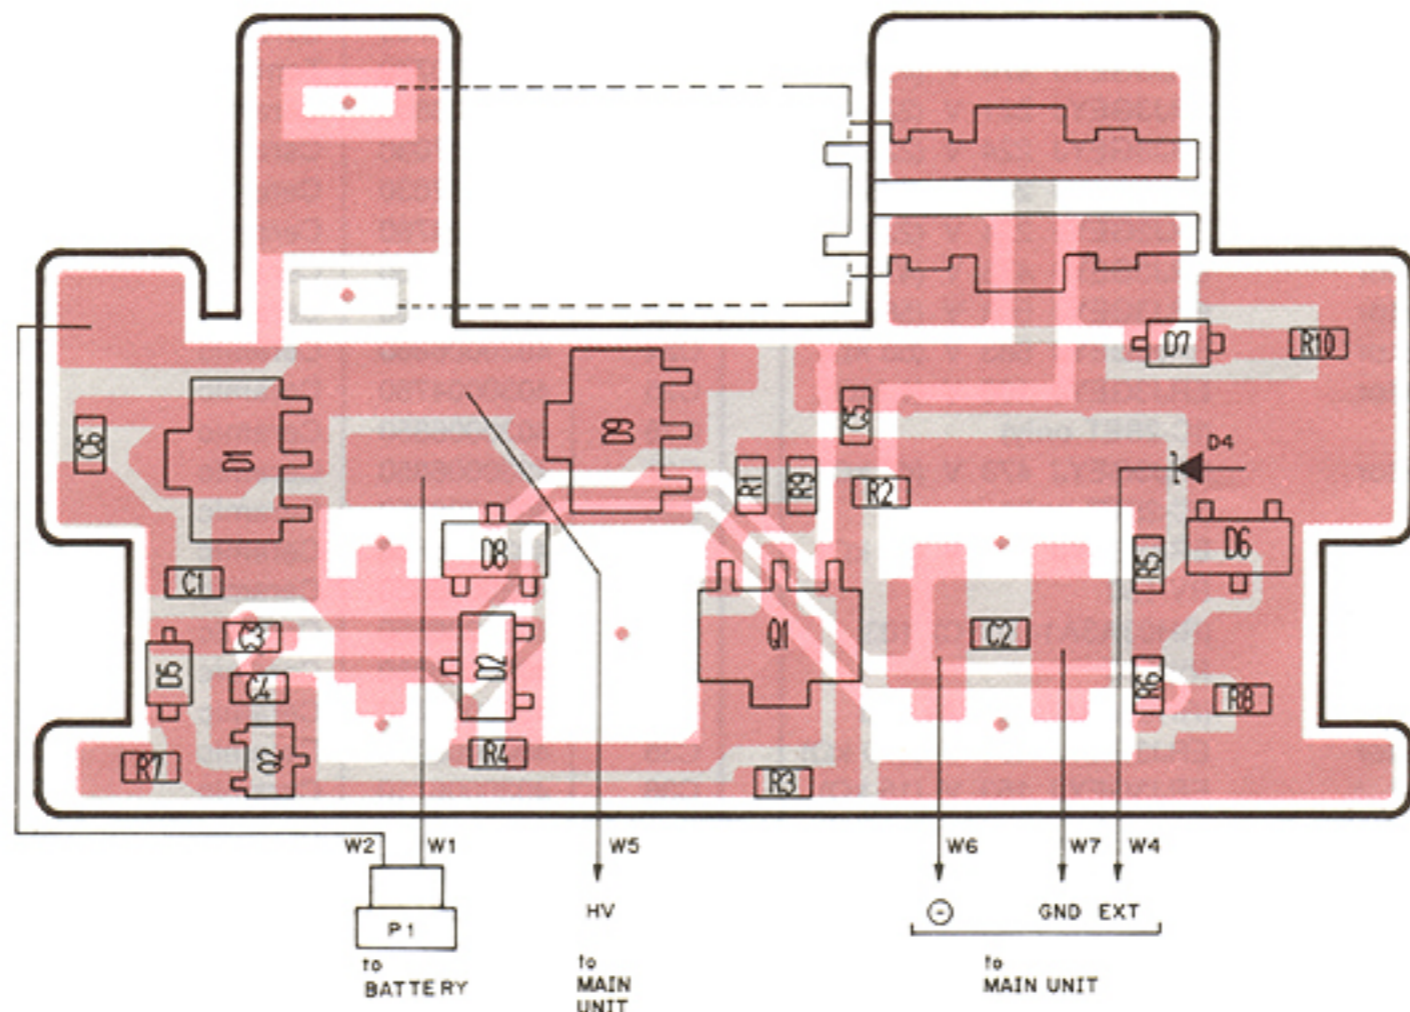 D7
R10
C6
D1
D9
C5
D4
R1
R9
R2
D8
R5
D6
C1
C3
D5
C4
D2
Q1
C2
R6
R8
R7
Q2
R4
R3
W2
W1
W5
W6
W7
W4
P1
HV
−
GND EXT
to
BATTERY
to
MAIN
UNIT
to
MAIN UNIT